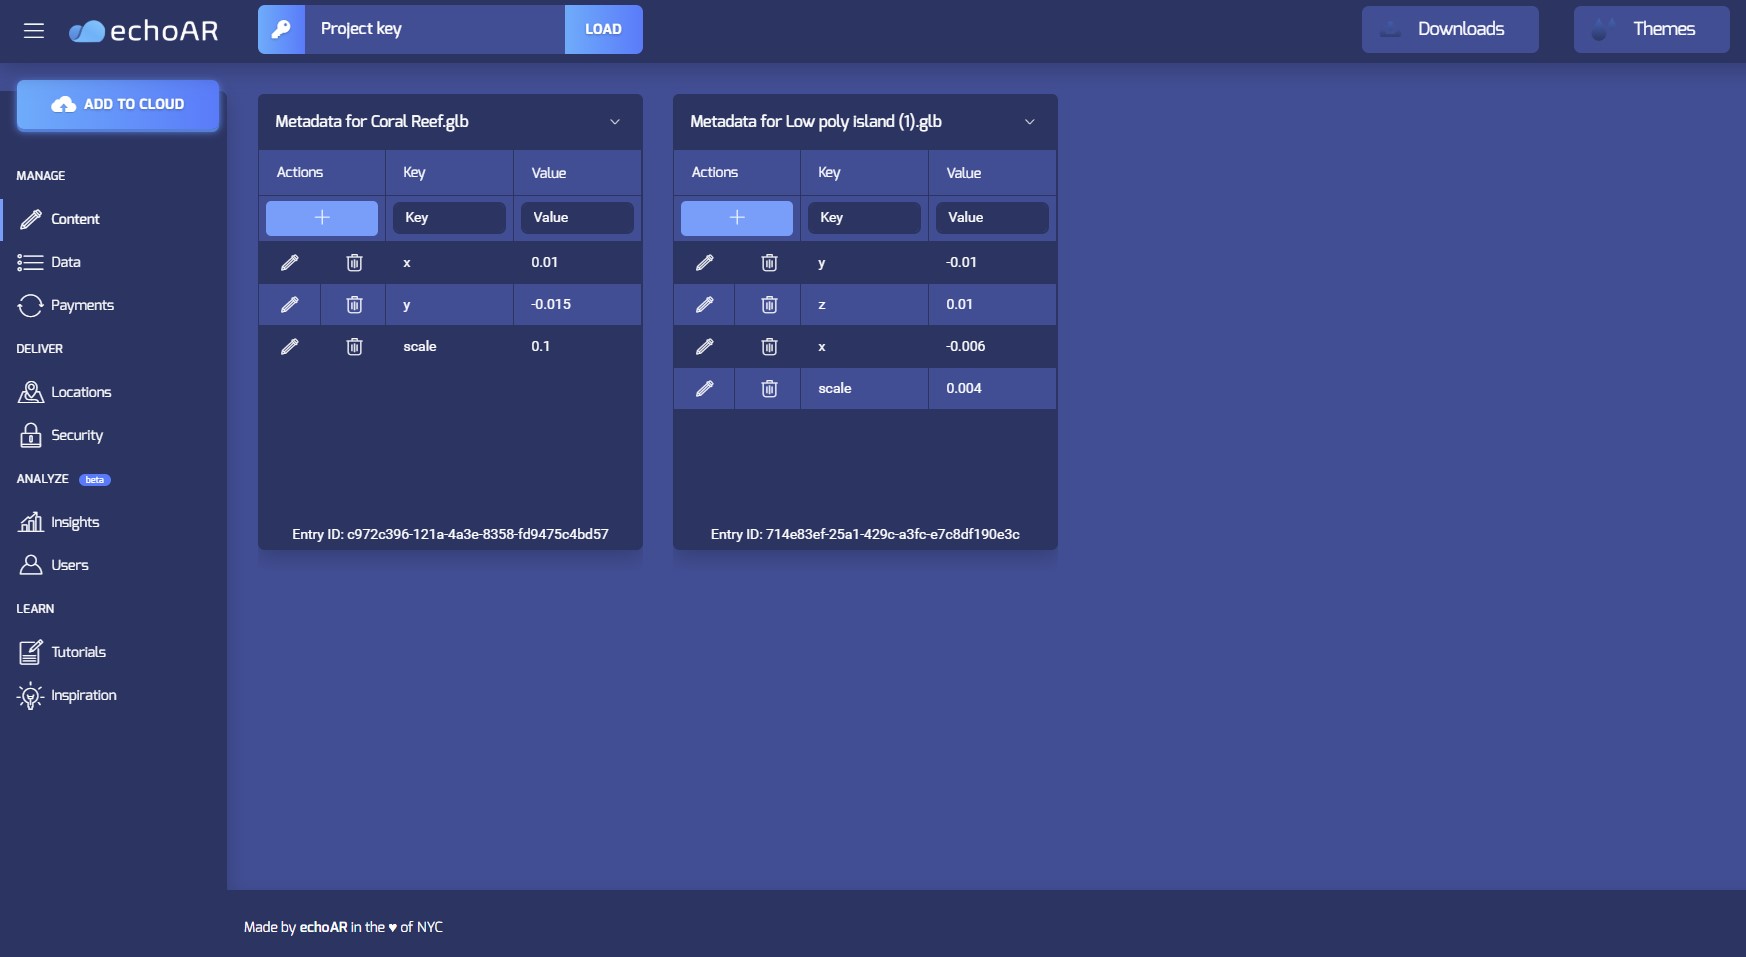 echoAR
Project key
LOAD
Downloads
Themes
ADD TO CLOUD
MANAGE
Content
Data
Payments
DELIVER
Locations
Security
ANALYZE beta
Insights
Users
LEARN
Tutorials
Inspiration
Metadata for Coral Reef.glb
Actions Key Value
Key Value
x 0.01
y -0.015
scale 0.1
Entry ID: c972c396-121a-4a3e-8358-fd9475c4bd57
Metadata for Low poly island (1).glb
Actions Key Value
Key Value
y -0.01
z 0.01
x -0.006
scale 0.004
Entry ID: 714e83ef-25a1-429c-a3fc-e7c8df190e3c
Made by echoAR in the ♥ of NYC